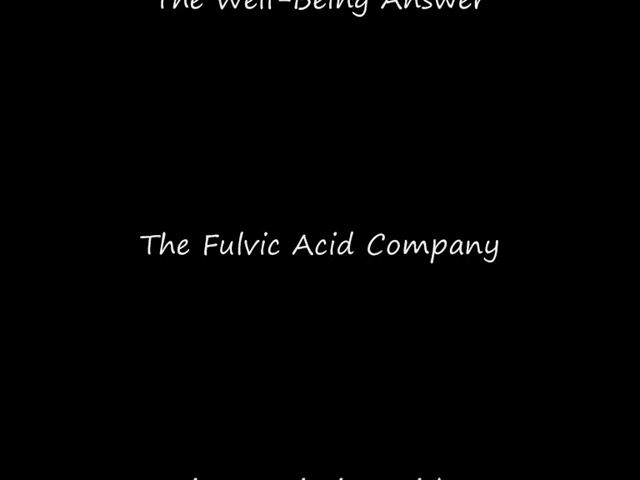 The Well-Being Answer
The Fulvic Acid Company